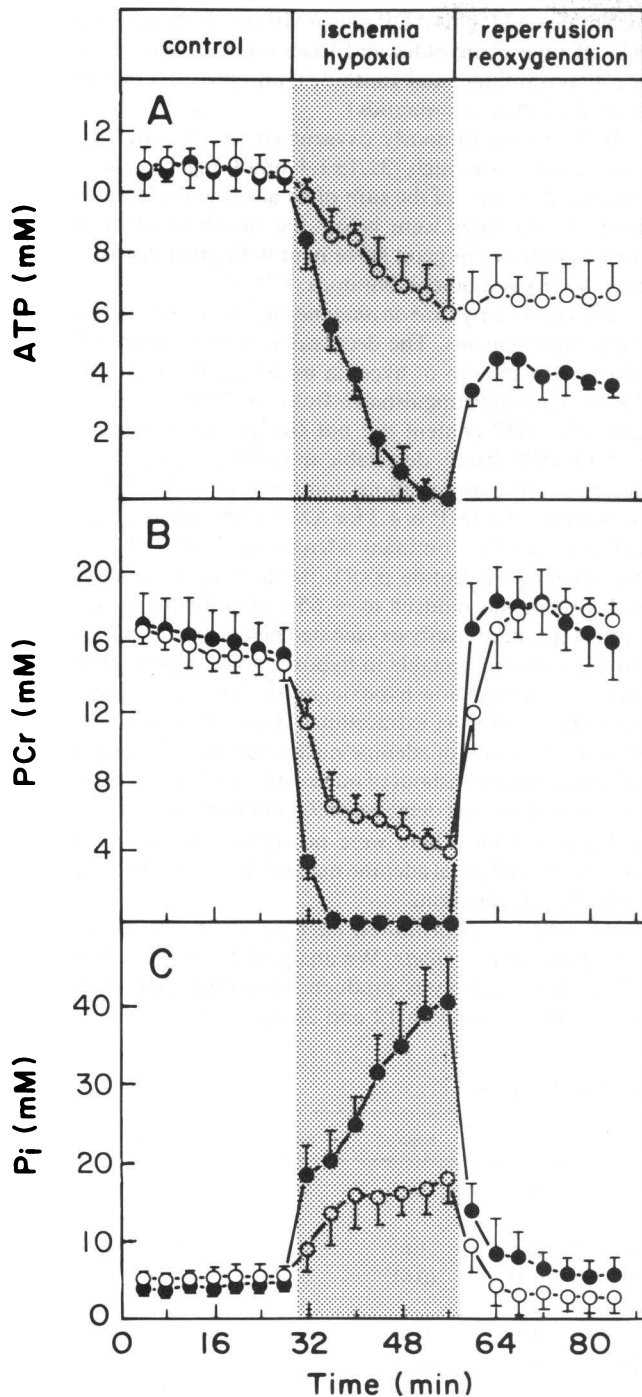 control
ischemia
hypoxia
reperfusion
reoxygenation
A
12
10
8
6
4
2
ATP (mM)
B
20
16
12
8
4
PCr (mM)
C
40
30
20
10
0
Pi (mM)
0 16 32 48 64 80
Time (min)